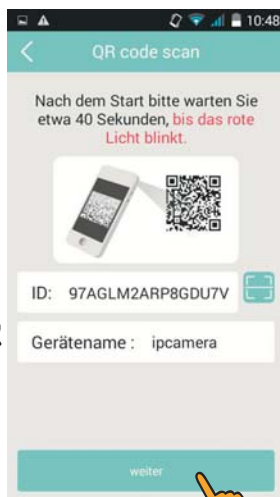 10:48
QR code scan
Nach dem Start bitte warten Sie
etwa 40 Sekunden, bis das rote
Licht blinkt.
ID: 97AGLM2ARP8GDU7V
Gerätename : ipcamera
weiter